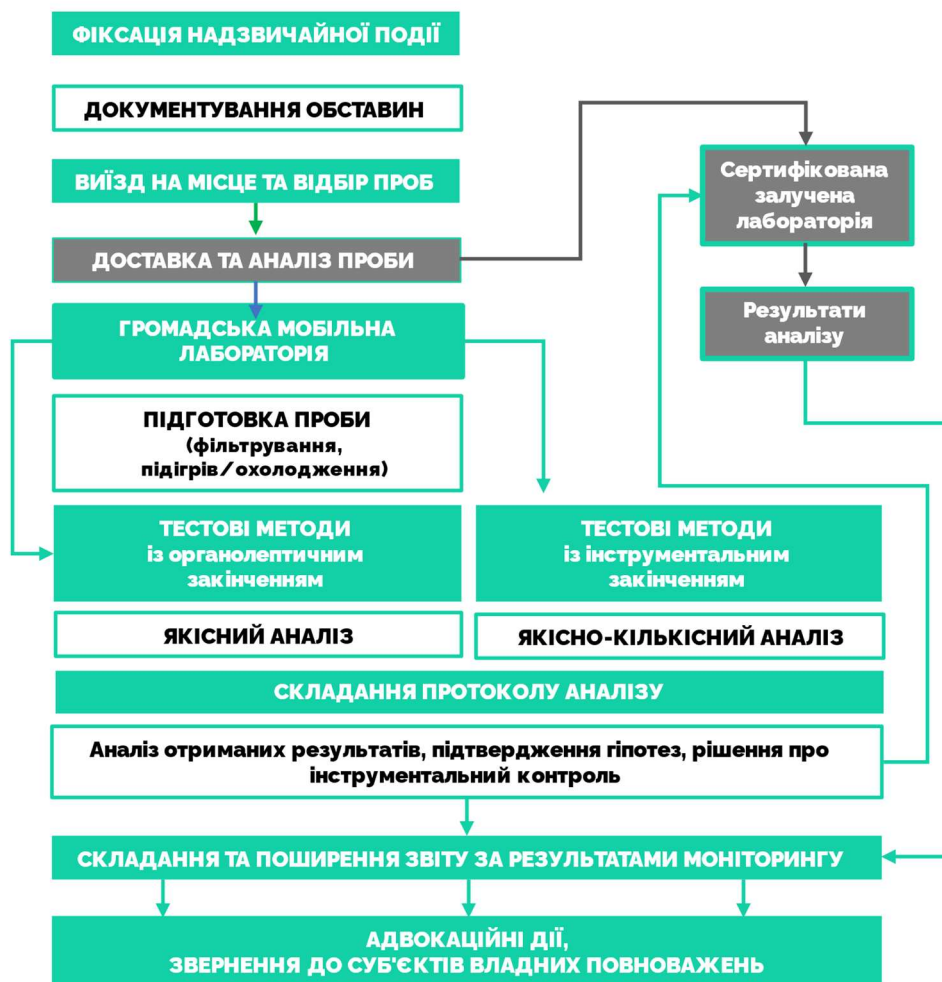 ФІКСАЦІЯ НАДЗВИЧАЙНОЇ ПОДІЇ
ДОКУМЕНТУВАННЯ ОБСТАВИН
ВИЇЗД НА МІСЦЕ ТА ВІДБІР ПРОБ
ДОСТАВКА ТА АНАЛІЗ ПРОБИ
Сертифікована
залучена
лабораторія
Результати
аналізу
ГРОМАДСЬКА МОБІЛЬНА
ЛАБОРАТОРІЯ
ПІДГОТОВКА ПРОБИ
(фільтрування,
підігрів/охолодження)
ТЕСТОВІ МЕТОДИ
із органолептичним
закінченням
ТЕСТОВІ МЕТОДИ
із інструментальним
закінченням
ЯКІСНИЙ АНАЛІЗ
ЯКІСНО-КІЛЬКІСНИЙ АНАЛІЗ
СКЛАДАННЯ ПРОТОКОЛУ АНАЛІЗУ
Аналіз отриманих результатів, підтвердження гіпотез, рішення про
інструментальний контроль
СКЛАДАННЯ ТА ПОШИРЕННЯ ЗВІТУ ЗА РЕЗУЛЬТАТАМИ МОНІТОРИНГУ
АДВОКАЦІЙНІ ДІЇ,
ЗВЕРНЕННЯ ДО СУБ'ЄКТІВ ВЛАДНИХ ПОВНОВАЖЕНЬ